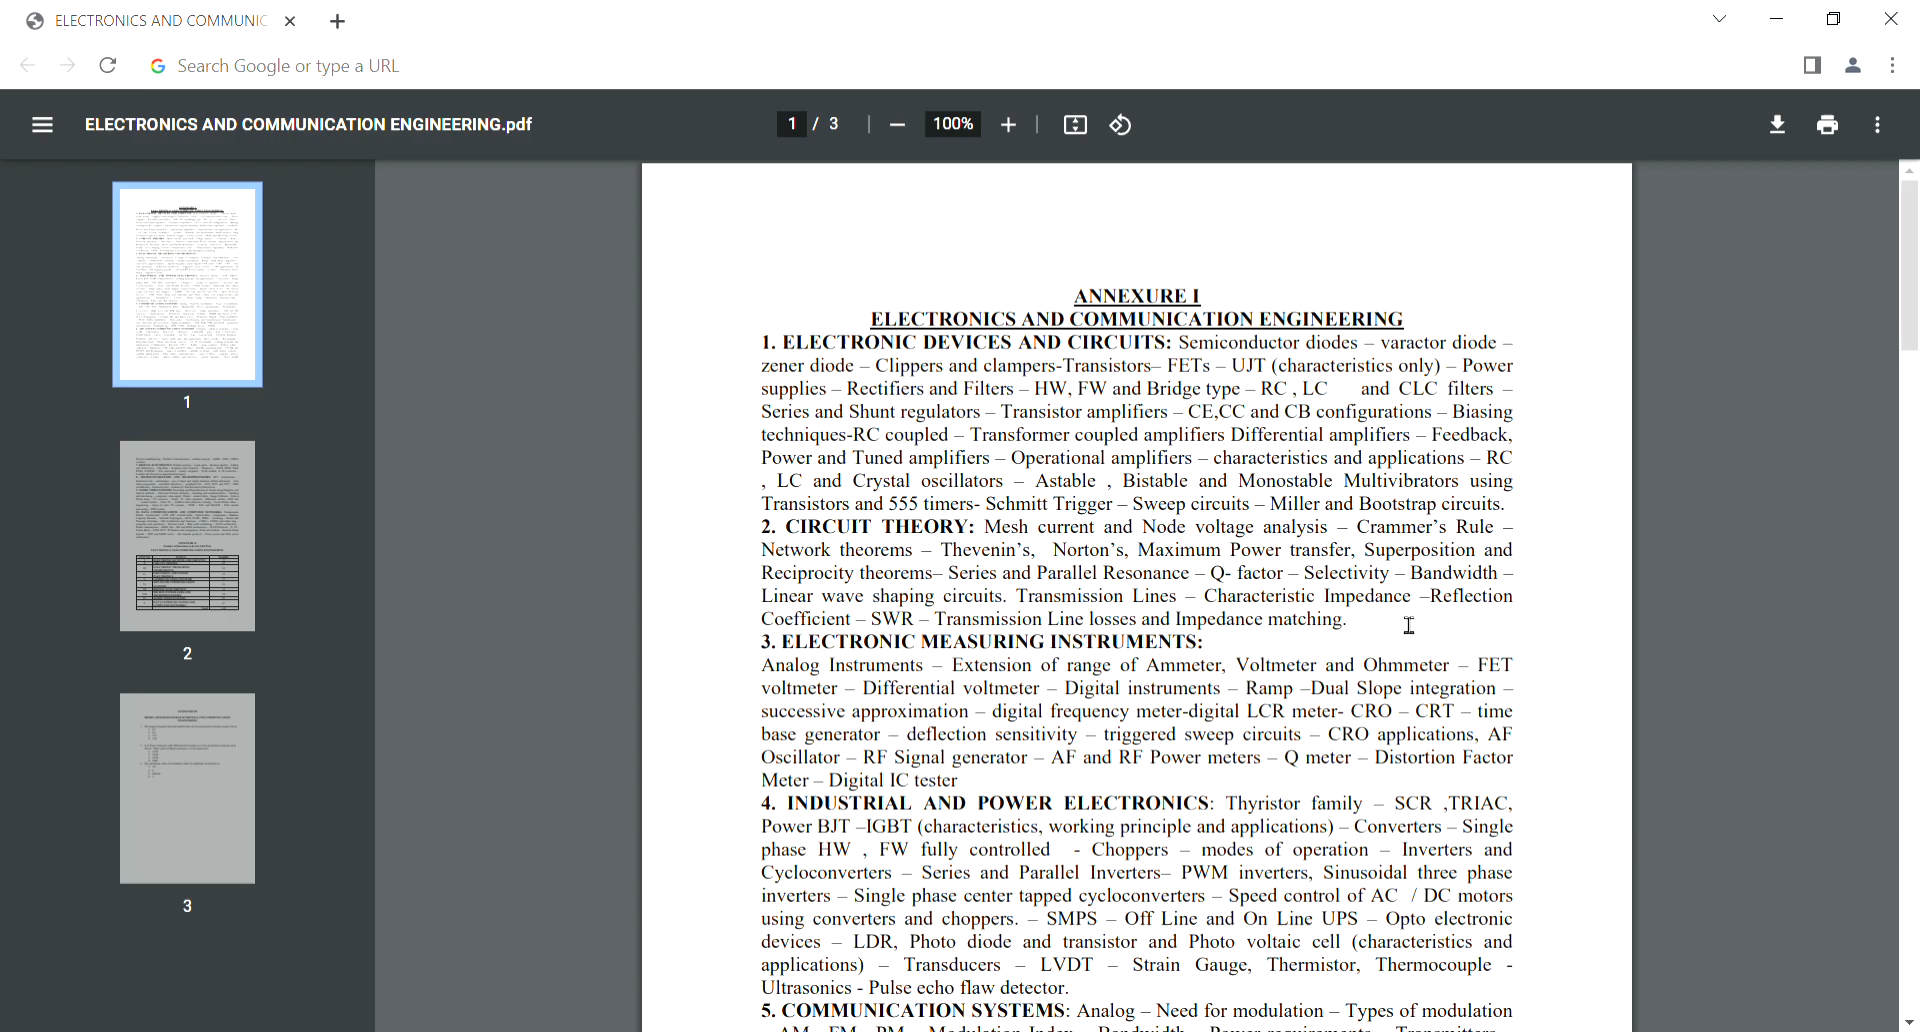 ELECTRONICS AND COMMUNIC
Search Google or type a URL
ELECTRONICS AND COMMUNICATION ENGINEERING.pdf
1 / 3
100%
1
2
3
ANNEXURE I
ELECTRONICS AND COMMUNICATION ENGINEERING
1. ELECTRONIC DEVICES AND CIRCUITS: Semiconductor diodes – varactor diode –
zener diode – Clippers and clampers-Transistors– FETs – UJT (characteristics only) – Power
supplies – Rectifiers and Filters – HW, FW and Bridge type – RC , LC and CLC filters –
Series and Shunt regulators – Transistor amplifiers – CE,CC and CB configurations – Biasing
techniques-RC coupled – Transformer coupled amplifiers Differential amplifiers – Feedback,
Power and Tuned amplifiers – Operational amplifiers – characteristics and applications – RC
, LC and Crystal oscillators – Astable , Bistable and Monostable Multivibrators using
Transistors and 555 timers- Schmitt Trigger – Sweep circuits – Miller and Bootstrap circuits.
2. CIRCUIT THEORY: Mesh current and Node voltage analysis – Crammer's Rule –
Network theorems – Thevenin's, Norton's, Maximum Power transfer, Superposition and
Reciprocity theorems– Series and Parallel Resonance – Q- factor – Selectivity – Bandwidth –
Linear wave shaping circuits. Transmission Lines – Characteristic Impedance –Reflection
Coefficient – SWR – Transmission Line losses and Impedance matching.
3. ELECTRONIC MEASURING INSTRUMENTS:
Analog Instruments – Extension of range of Ammeter, Voltmeter and Ohmmeter – FET
voltmeter – Differential voltmeter – Digital instruments – Ramp –Dual Slope integration –
successive approximation – digital frequency meter-digital LCR meter- CRO – CRT – time
base generator – deflection sensitivity – triggered sweep circuits – CRO applications, AF
Oscillator – RF Signal generator – AF and RF Power meters – Q meter – Distortion Factor
Meter – Digital IC tester
4. INDUSTRIAL AND POWER ELECTRONICS: Thyristor family – SCR ,TRIAC,
Power BJT –IGBT (characteristics, working principle and applications) – Converters – Single
phase HW , FW fully controlled - Choppers – modes of operation – Inverters and
Cycloconverters – Series and Parallel Inverters– PWM inverters, Sinusoidal three phase
inverters – Single phase center tapped cycloconverters – Speed control of AC / DC motors
using converters and choppers. – SMPS – Off Line and On Line UPS – Opto electronic
devices – LDR, Photo diode and transistor and Photo voltaic cell (characteristics and
applications) – Transducers – LVDT – Strain Gauge, Thermistor, Thermocouple -
Ultrasonics - Pulse echo flaw detector.
5. COMMUNICATION SYSTEMS: Analog – Need for modulation – Types of modulation